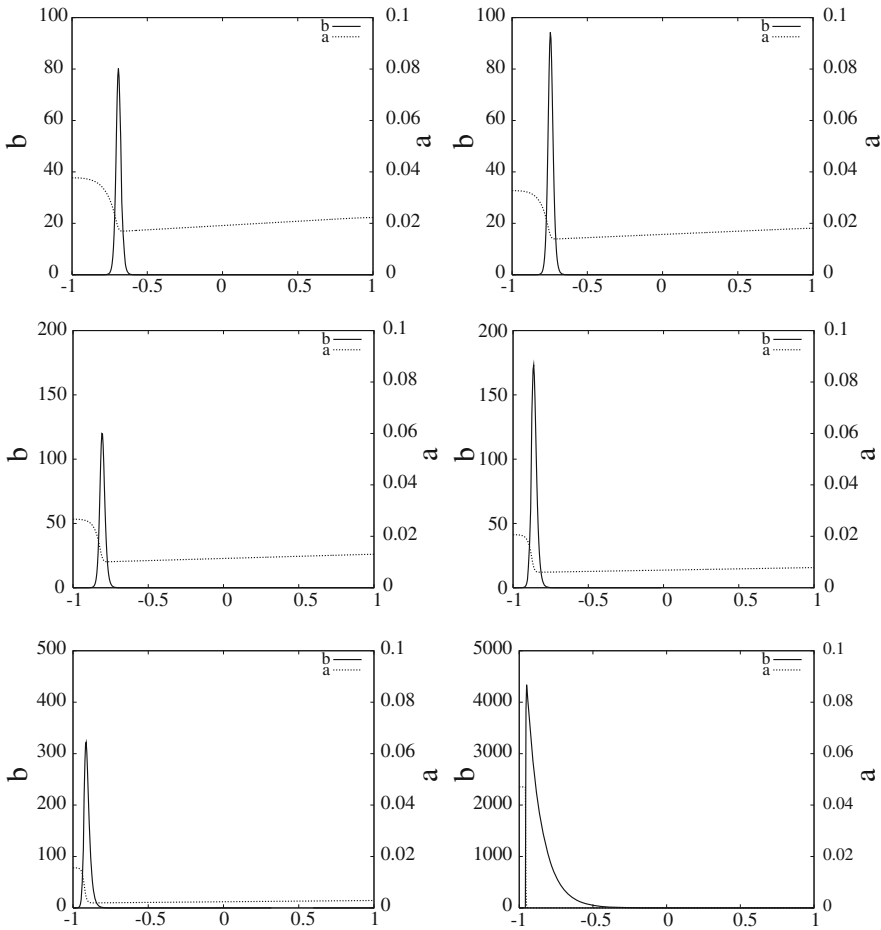 100 b 0.1 100 b 0.1
a a
80 0.08 80 0.08
60 0.06 60 0.06
b a b a
40 0.04 40 0.04
20 0.02 20 0.02
0 0 0 0
-1 -0.5 0 0.5 1 -1 -0.5 0 0.5 1
200 b 0.1 200 b 0.1
a a
0.08 0.08
150 150
0.06 0.06
b 100 a b 100 a
0.04 0.04
50 50
0.02 0.02
0 0 0 0
-1 -0.5 0 0.5 1 -1 -0.5 0 0.5 1
500 b 0.1 5000 b 0.1
a a
400 0.08 4000 0.08
300 0.06 3000 0.06
b a b a
200 0.04 2000 0.04
100 0.02 1000 0.02
0 0 0 0
-1 -0.5 0 0.5 1 -1 -0.5 0 0.5 1